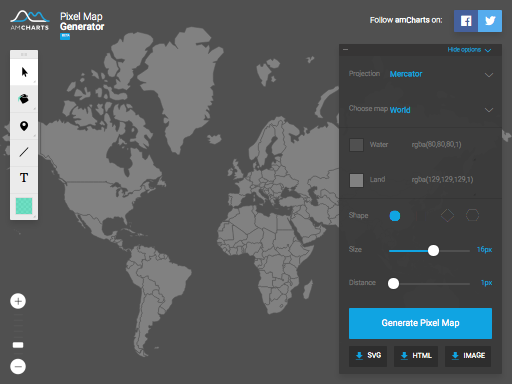 AMCHARTS
Pixel Map
Generator
BETA
Follow amCharts on:
Hide options
Projection Mercator
Choose map World
Water rgba(80,80,80,1)
Land rgba(129,129,129,1)
Shape
Size 16px
Distance 1px
Generate Pixel Map
SVG HTML IMAGE
T